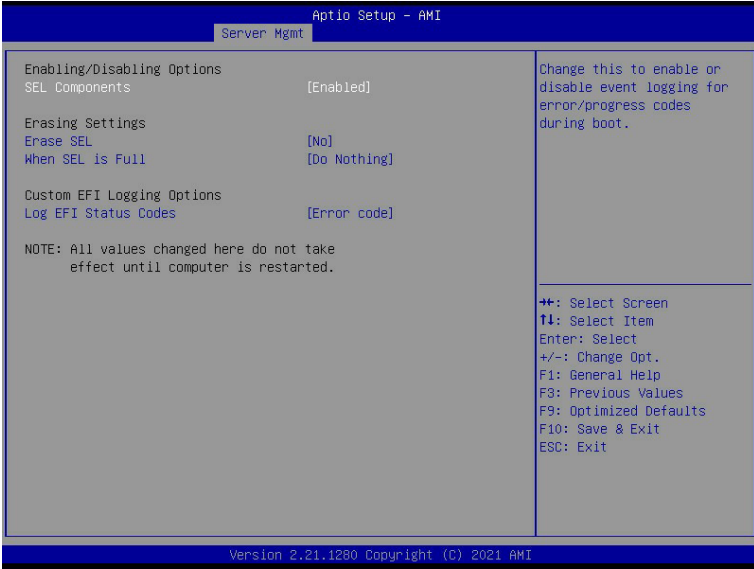 Aptio Setup – AMI
Server Mgmt
Enabling/Disabling Options
SEL Components [Enabled]
Erasing Settings
Erase SEL [No]
When SEL is Full [Do Nothing]
Custom EFI Logging Options
Log EFI Status Codes [Error code]
NOTE: All values changed here do not take
effect until computer is restarted.
Change this to enable or
disable event logging for
error/progress codes
during boot.
→←: Select Screen
↑↓: Select Item
Enter: Select
+/-: Change Opt.
F1: General Help
F3: Previous Values
F9: Optimized Defaults
F10: Save & Exit
ESC: Exit
Version 2.21.1280 Copyright (C) 2021 AMI